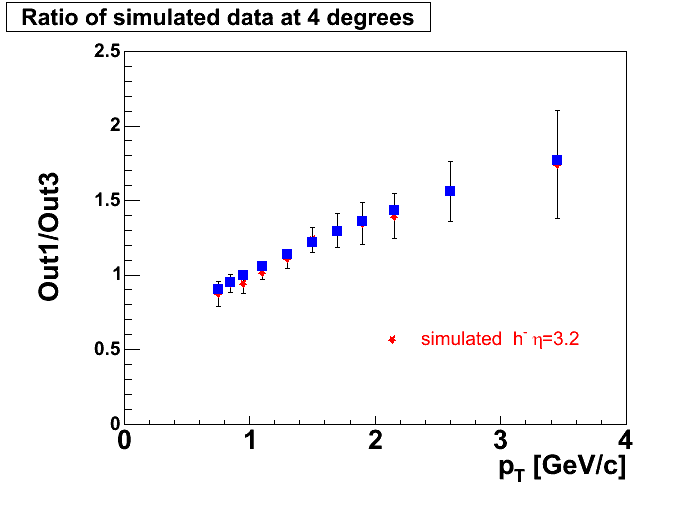 Ratio of simulated data at 4 degrees
2.5
2
1.5
1
0.5
0
Out1/Out3
simulated h⁻ η=3.2
0 1 2 3 4
p_T [GeV/c]